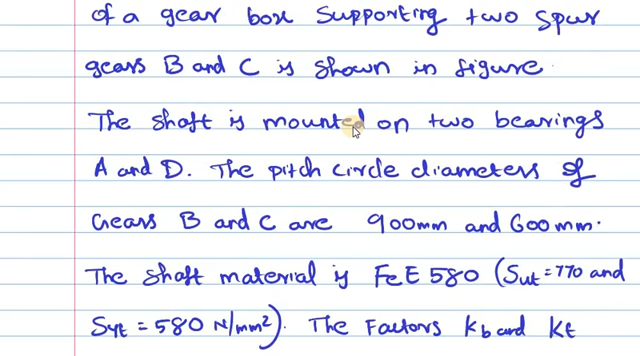 of a gear box supporting two spur
gears B and C is shown in figure.
The shaft is mounted on two bearings
A and D. The pitch circle diameters of
Gears B and C are 900mm and 600mm.
The shaft material is FeE580 (Sut=770 and
Syt = 580 N/mm²). The Factors Kb and Kt